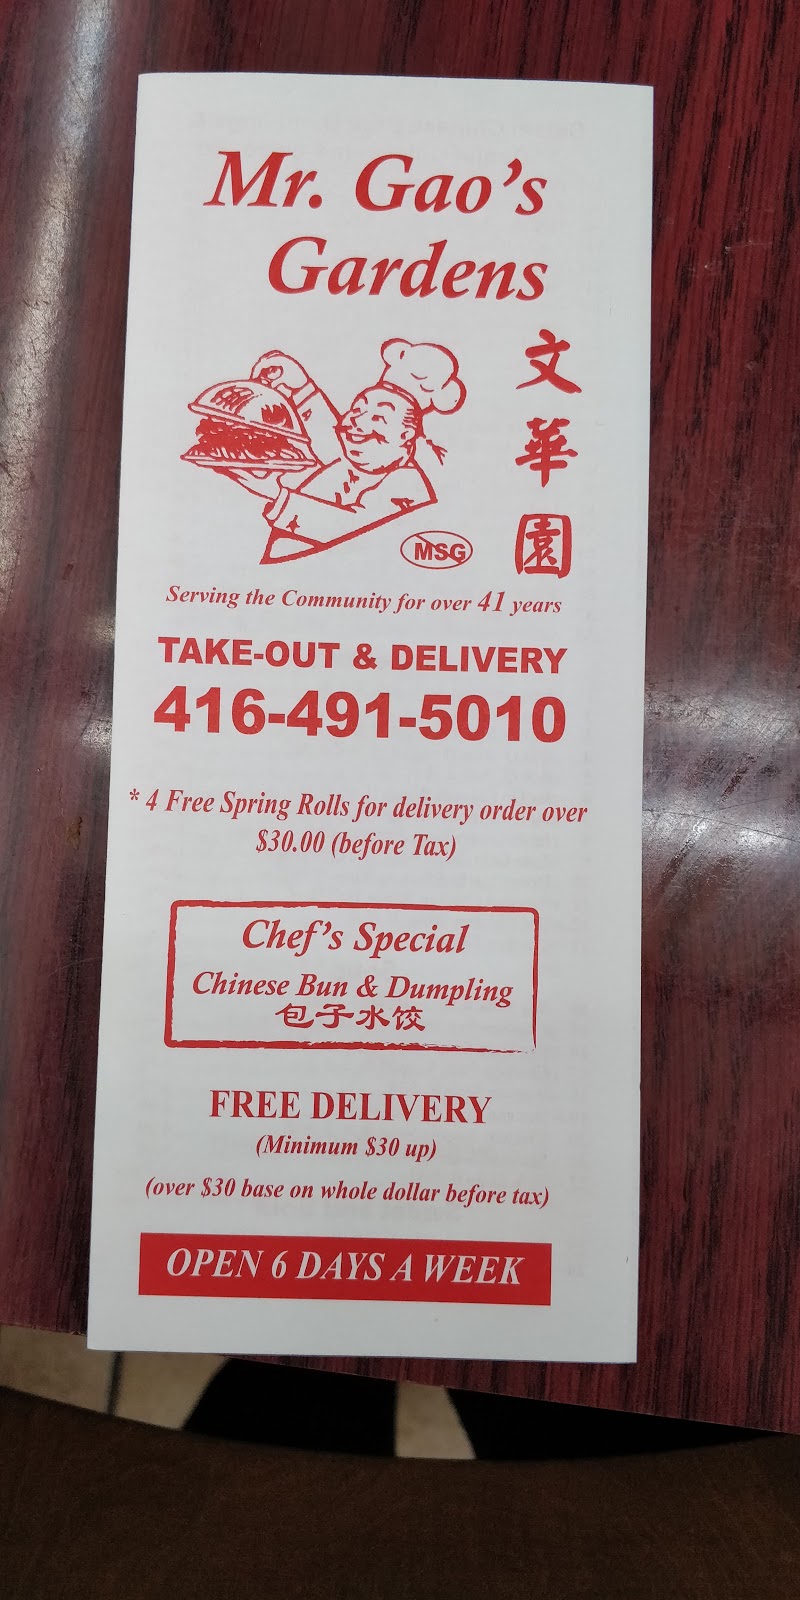 Mr. Gao's
Gardens
文
華
園
MSG
Serving the Community for over 41 years
TAKE-OUT & DELIVERY
416-491-5010
* 4 Free Spring Rolls for delivery order over
$30.00 (before Tax)
Chef's Special
Chinese Bun & Dumpling
包子水饺
FREE DELIVERY
(Minimum $30 up)
(over $30 base on whole dollar before tax)
OPEN 6 DAYS A WEEK